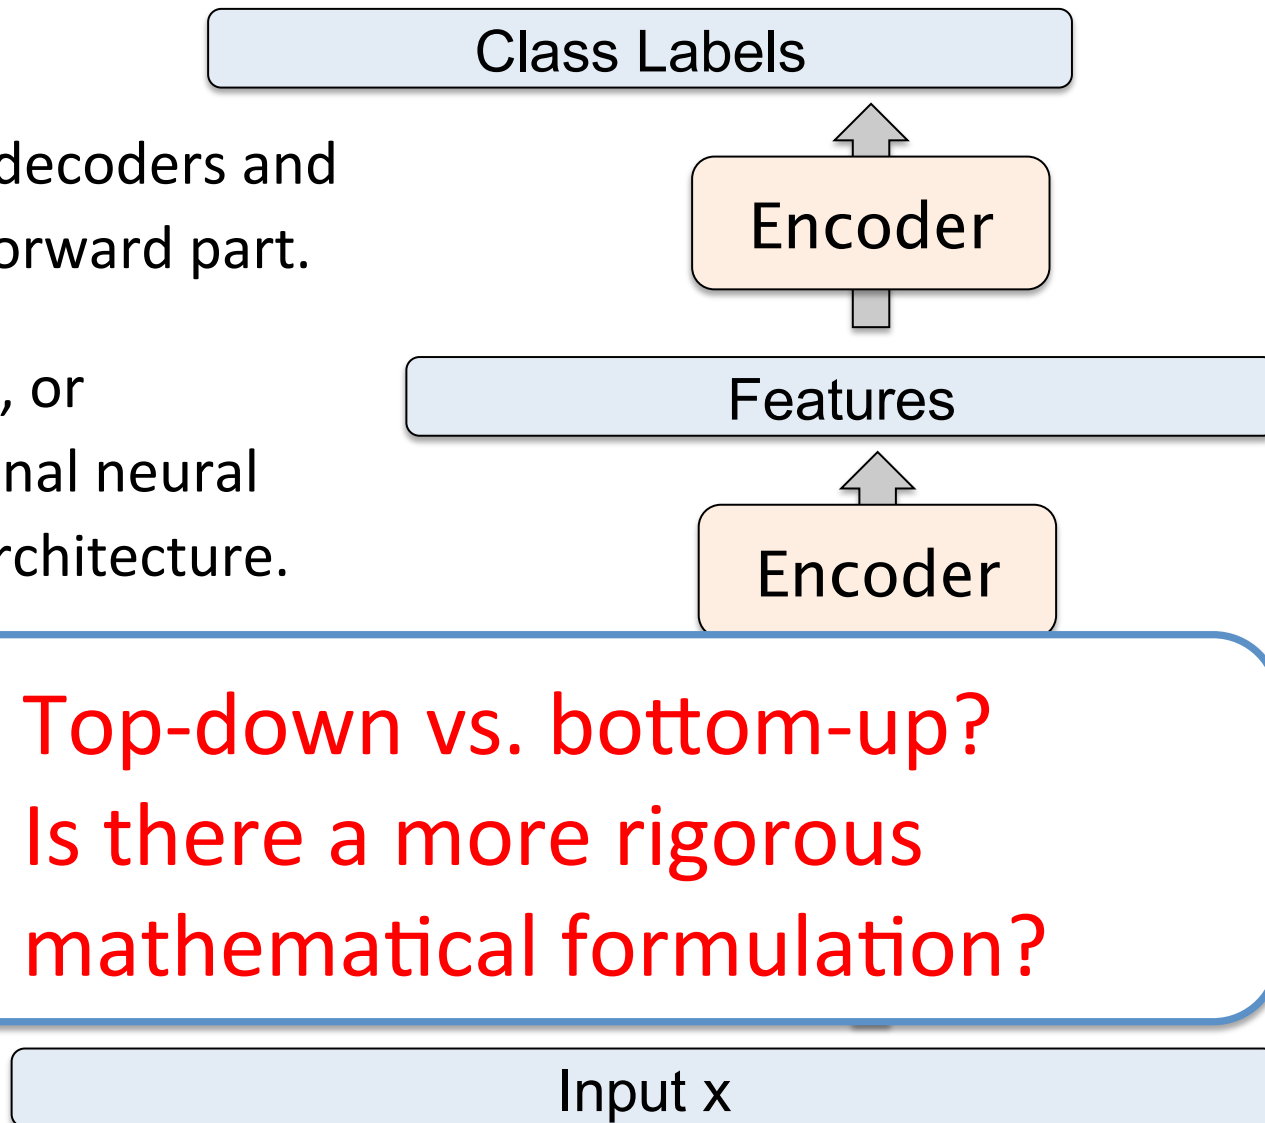 Class Labels
decoders and
orward part.
Encoder
, or
nal neural
rchitecture.
Features
Encoder
Top-down vs. bottom-up?
Is there a more rigorous
mathematical formulation?
Input x